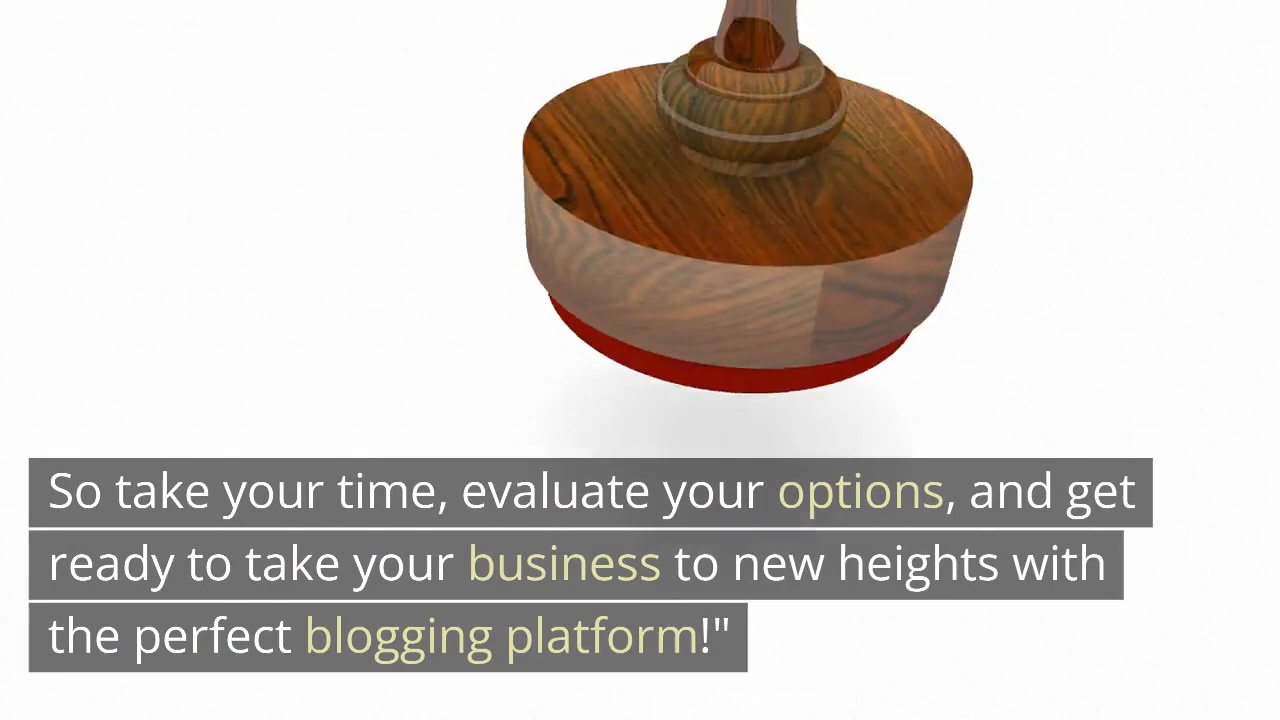 So take your time, evaluate your options, and get
ready to take your business to new heights with
the perfect blogging platform!"